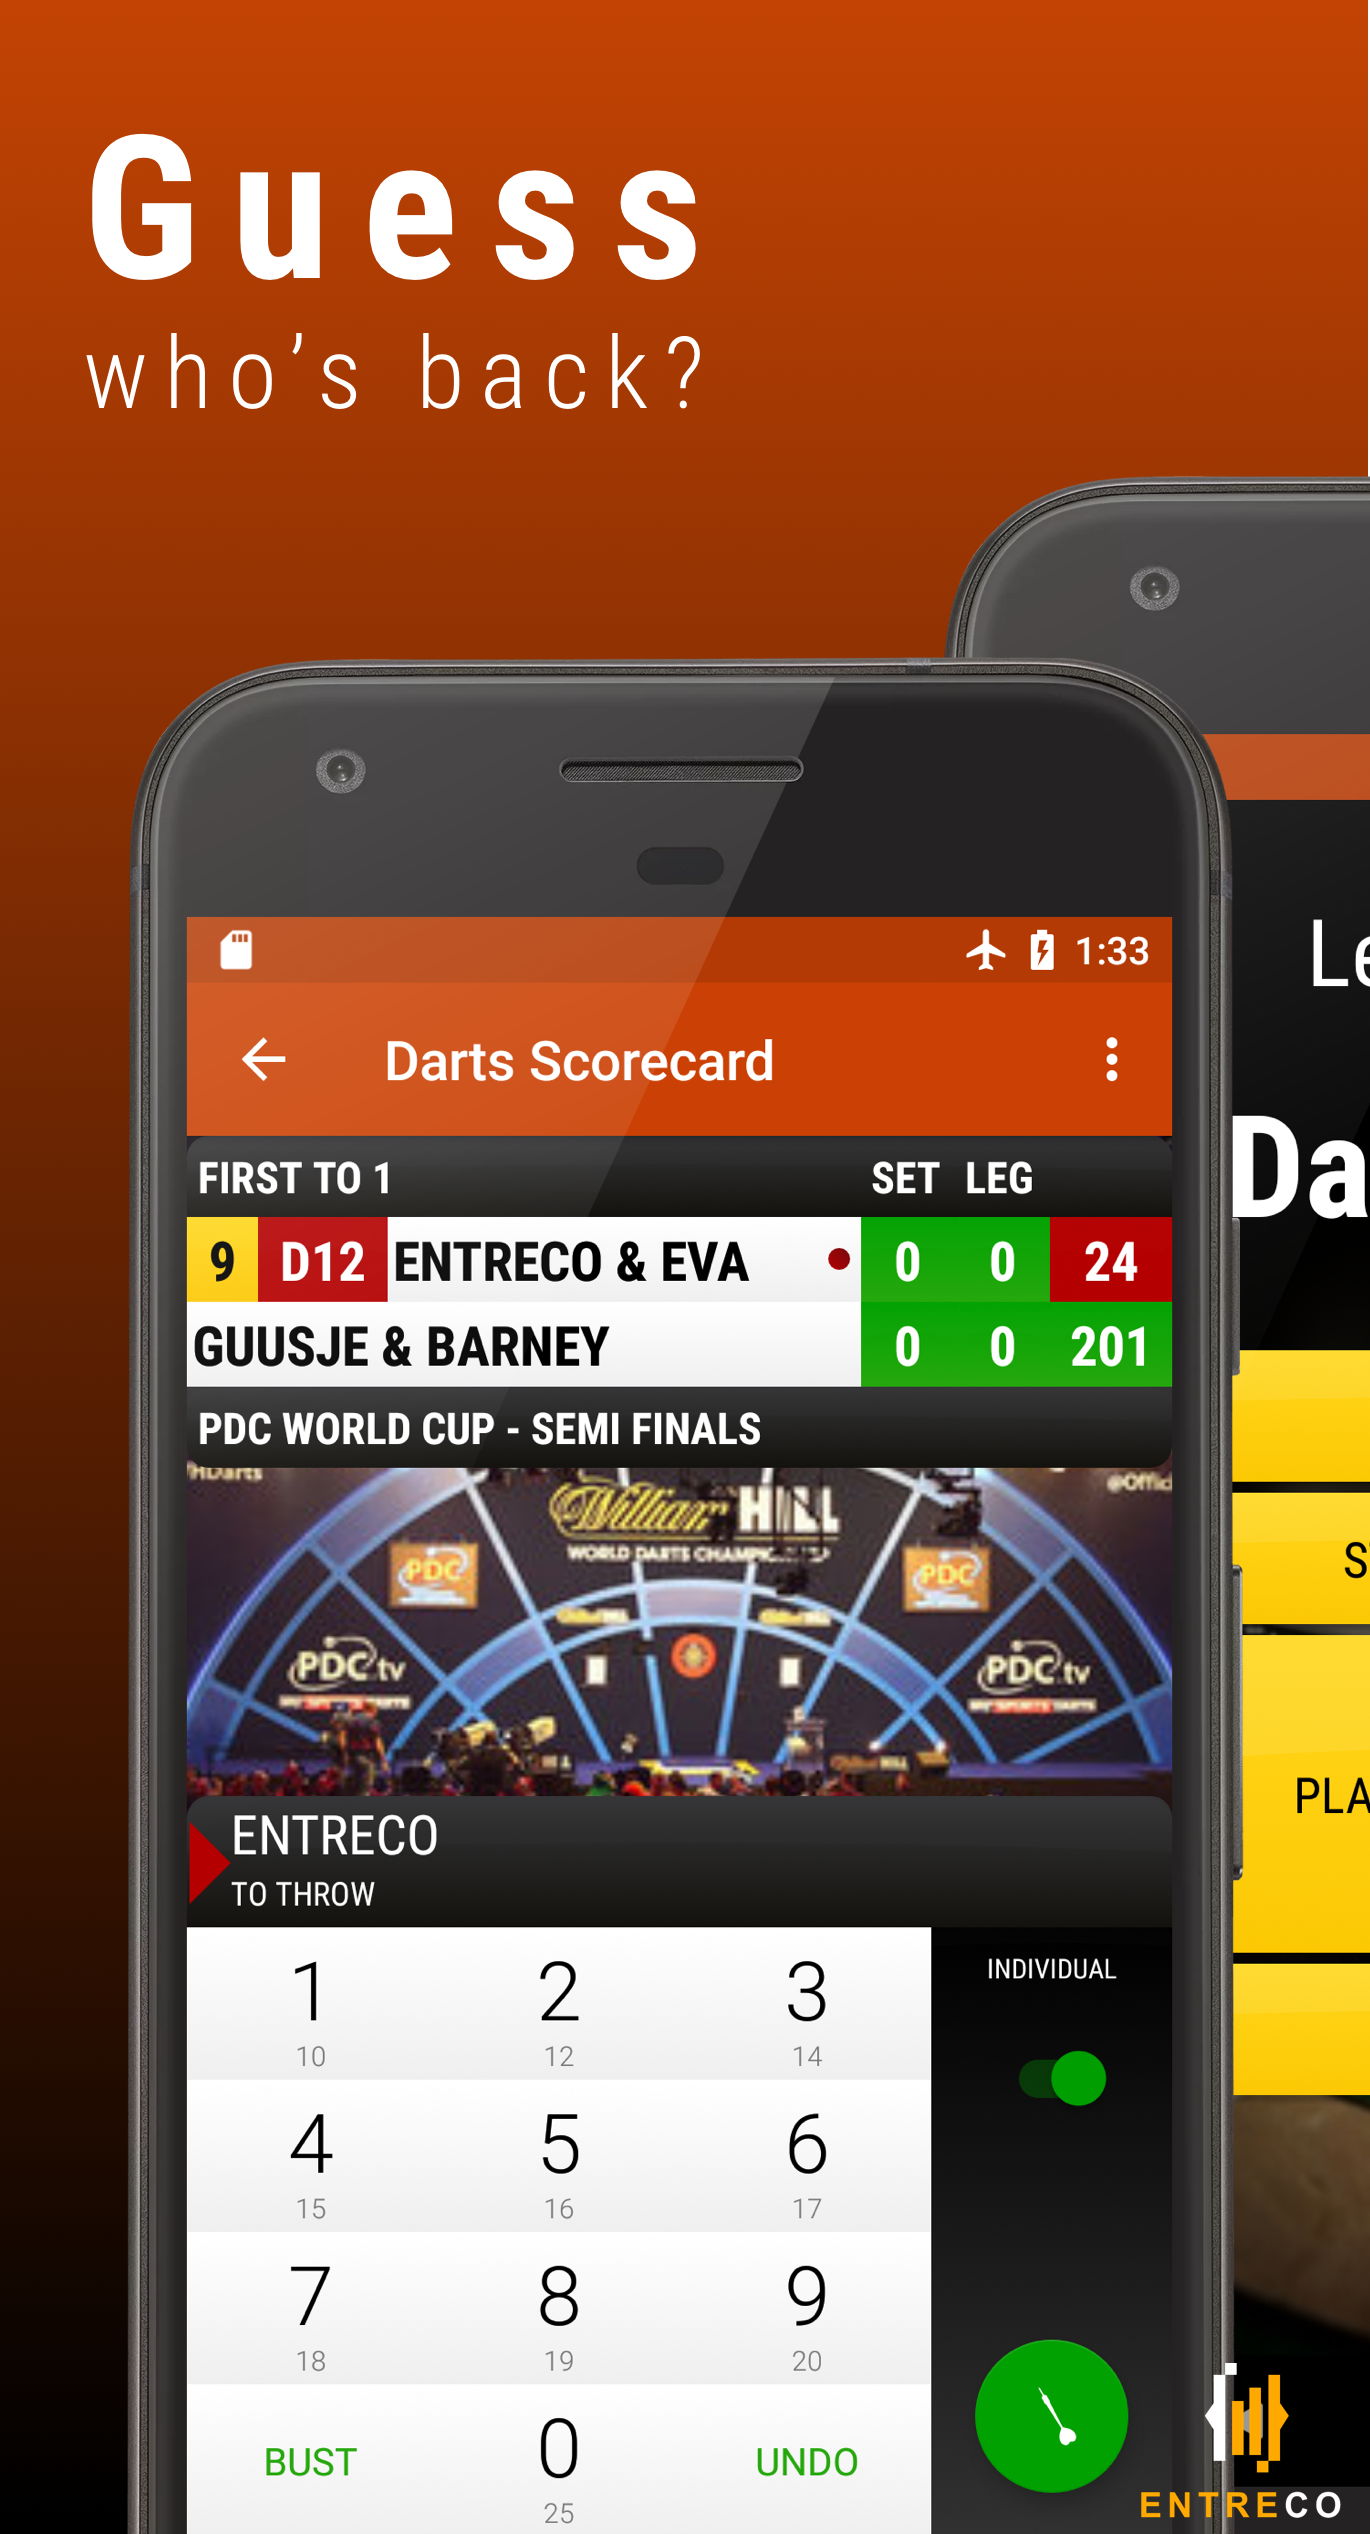 Guess
who's back?
1:33
Darts Scorecard
FIRST TO 1 SET LEG
9 D12 ENTRECO & EVA 0 0 24
GUUSJE & BARNEY 0 0 201
PDC WORLD CUP - SEMI FINALS
William HILL
WORLD DARTS
PDC PDC
PDC tv PDC tv
ENTRECO
TO THROW
INDIVIDUAL
1 2 3
10 12 14
4 5 6
15 16 17
7 8 9
18 19 20
BUST 0 UNDO
25
Le
Da
S
PLA
ENTRECO